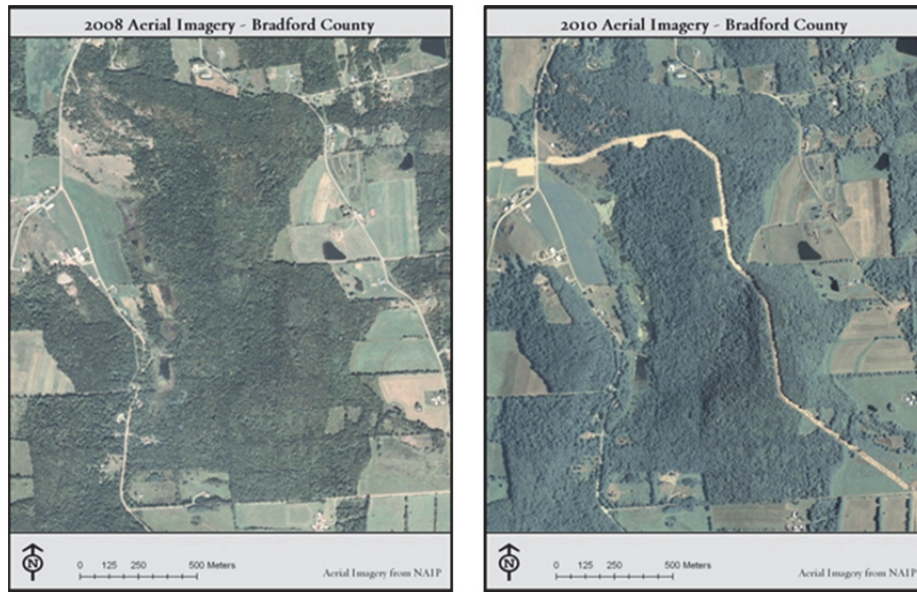 2008 Aerial Imagery - Bradford County
N
0 125 250 500 Meters
Aerial Imagery from NAIP
2010 Aerial Imagery - Bradford County
N
0 125 250 500 Meters
Aerial Imagery from NAIP